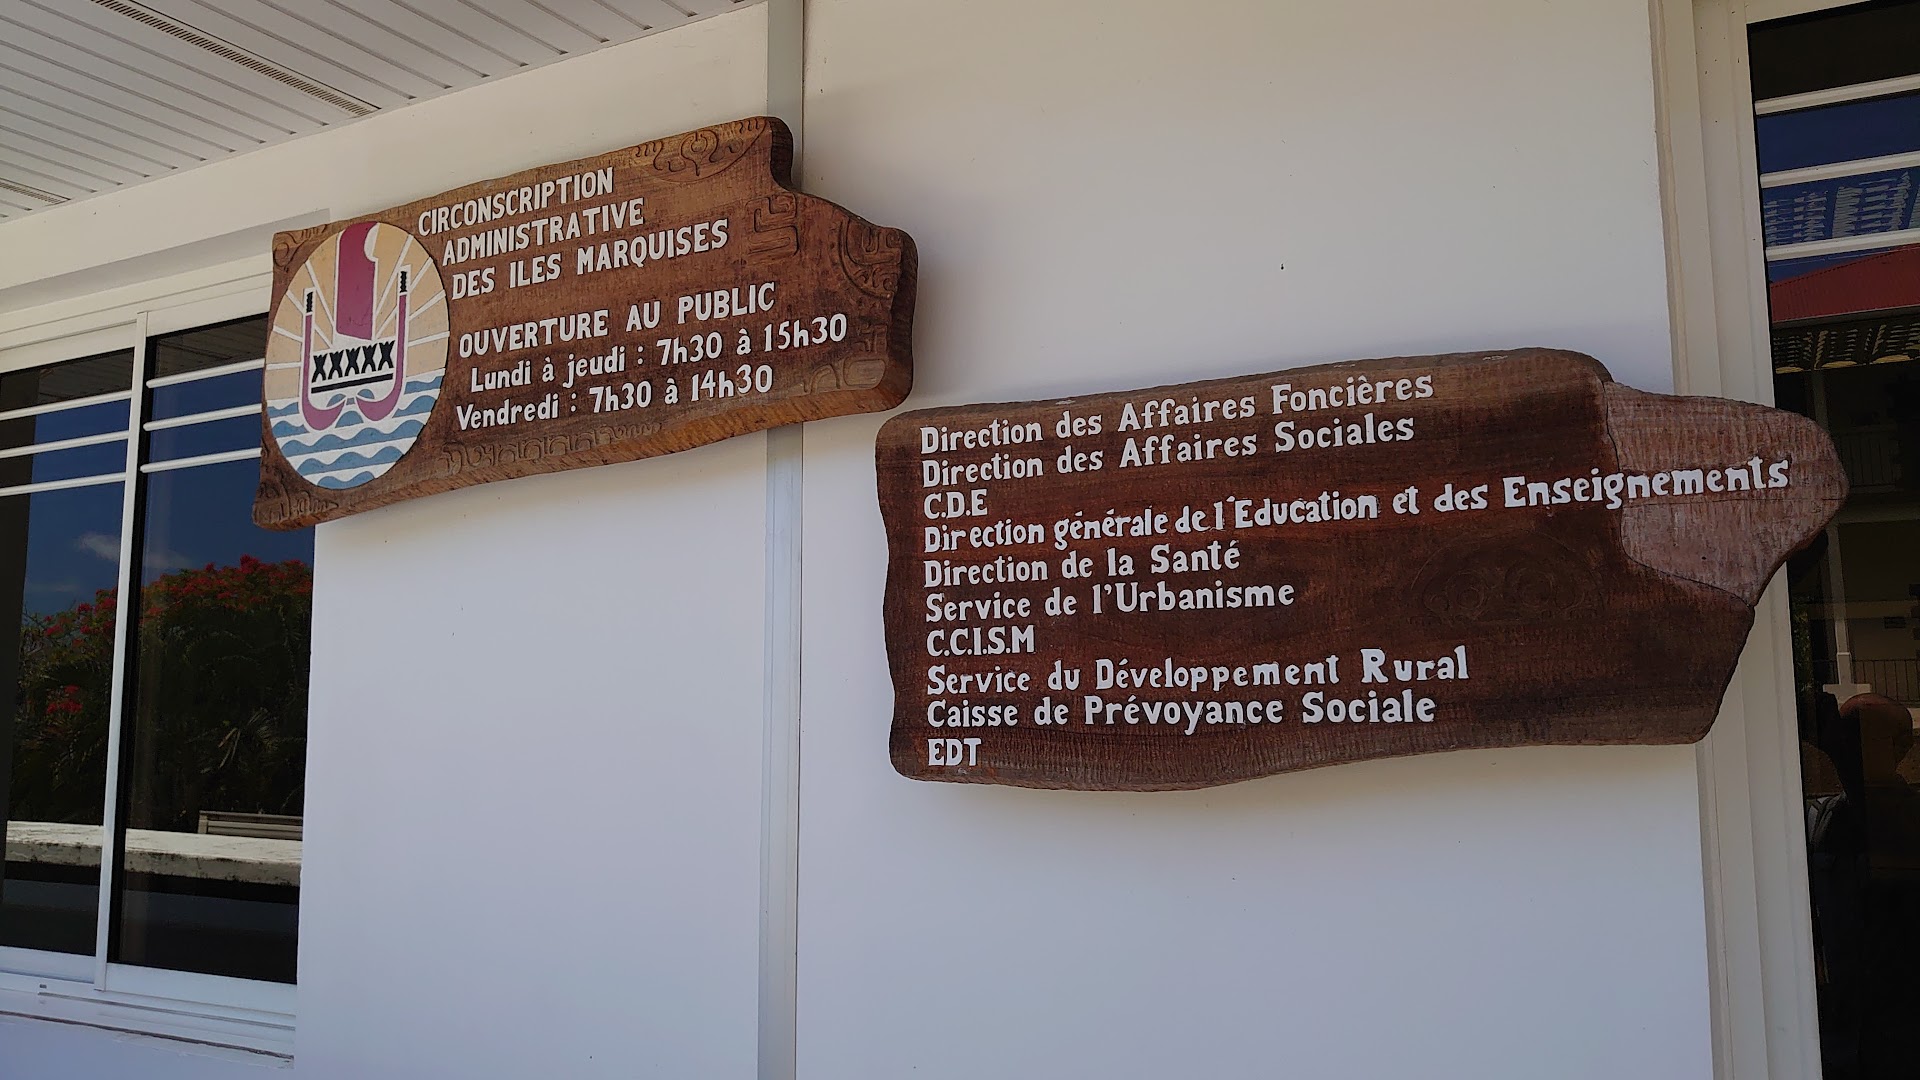 CIRCONSCRIPTION
ADMINISTRATIVE
DES ILES MARQUISES
OUVERTURE AU PUBLIC
Lundi à jeudi : 7h30 à 15h30
Vendredi : 7h30 à 14h30
Direction des Affaires Foncières
Direction des Affaires Sociales
C.D.E
Direction générale de l'Education et des Enseignements
Direction de la Santé
Service de l'Urbanisme
C.C.I.S.M
Service du Développement Rural
Caisse de Prévoyance Sociale
EDT